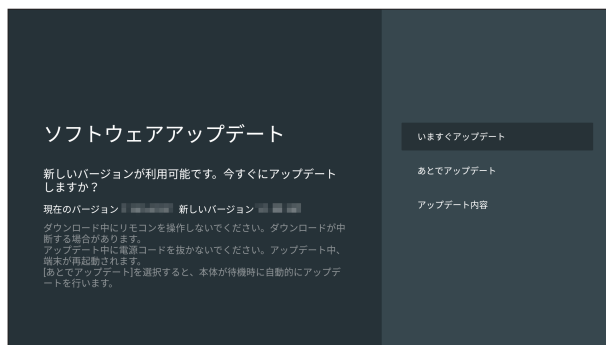 ソフトウェアアップデート
新しいバージョンが利用可能です。今すぐにアップデート
しますか？
現在のバージョン 新しいバージョン
ダウンロード中にリモコンを操作しないでください。ダウンロードが中
断する場合があります。
アップデート中に電源コードを抜かないでください。アップデート中、
端末が再起動されます。
[あとでアップデート]を選択すると、本体が待機時に自動的にアップデ
ートを行います。
いますぐアップデート
あとでアップデート
アップデート内容